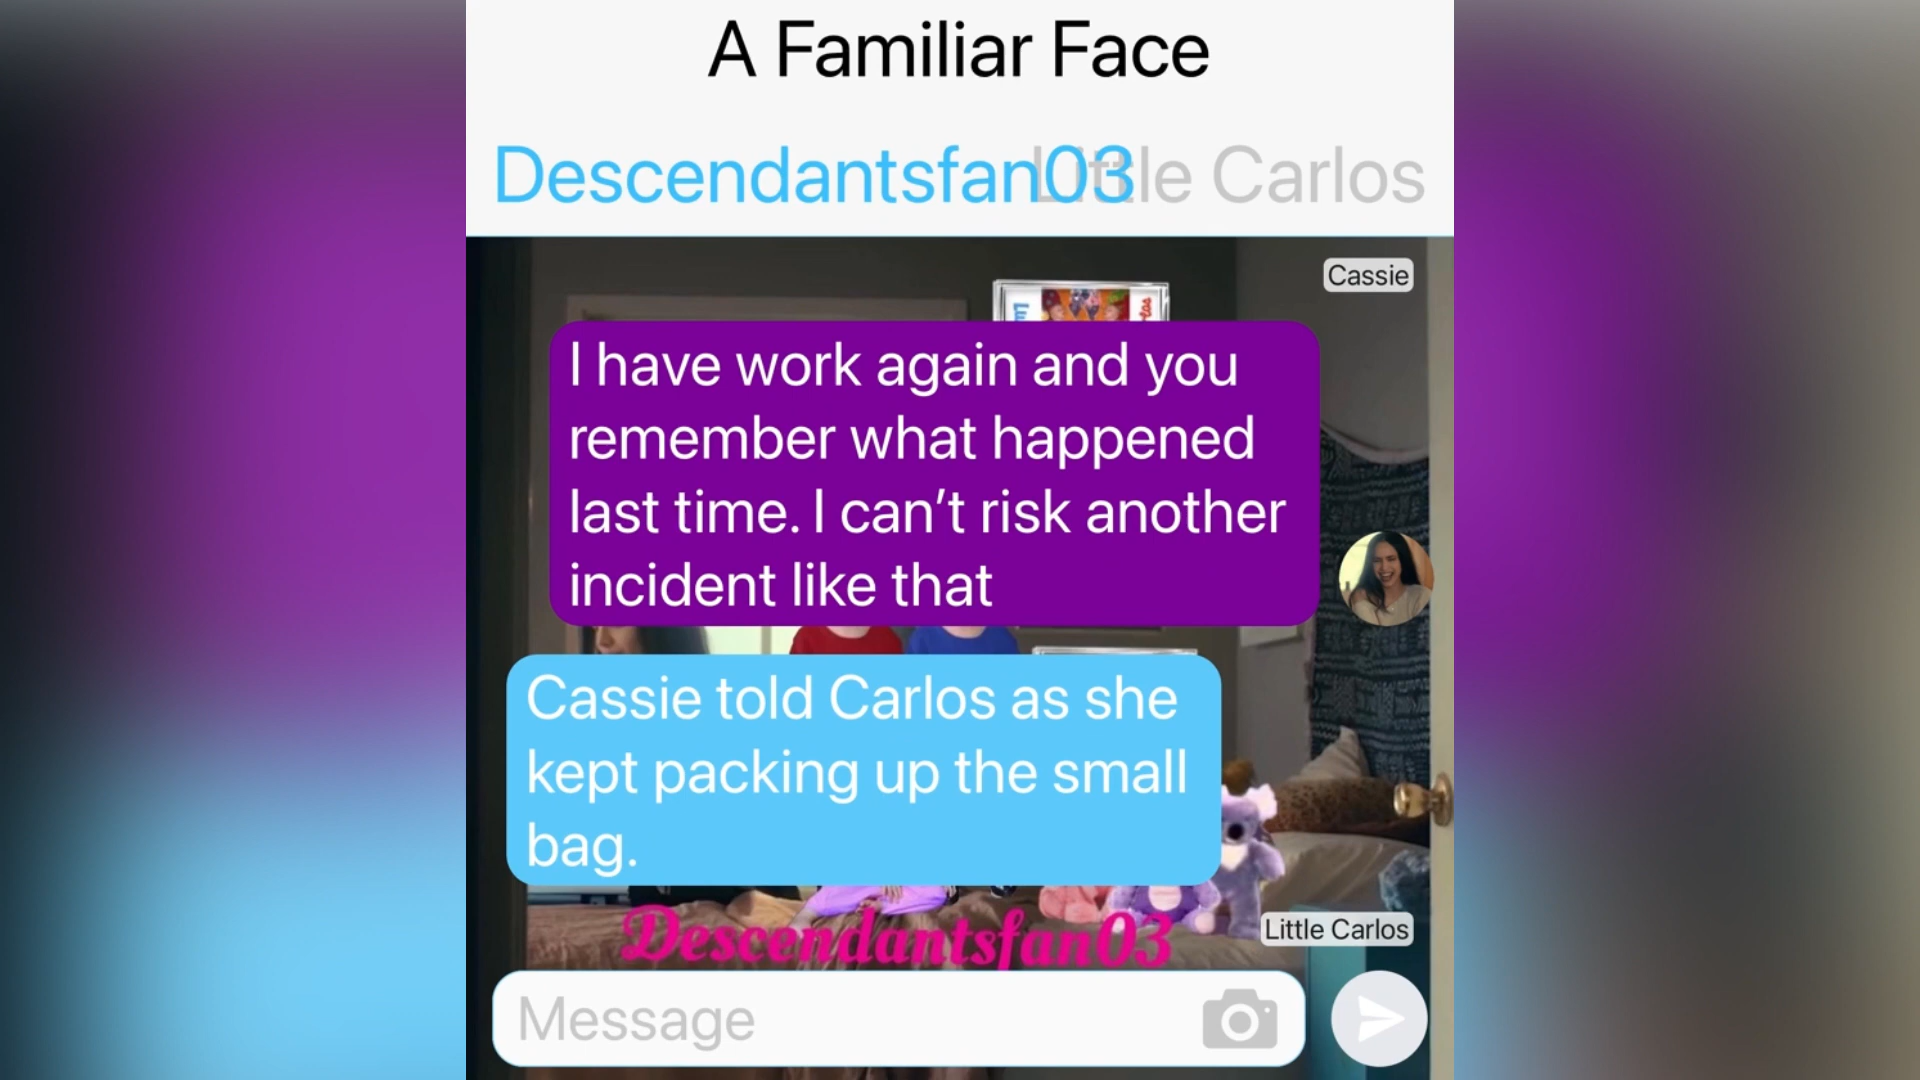 A Familiar Face
Descendantsfan03
Little Carlos
Cassie
I have work again and you
remember what happened
last time. I can’t risk another
incident like that
Cassie told Carlos as she
kept packing up the small
bag.
Descendantsfan03
Little Carlos
Message